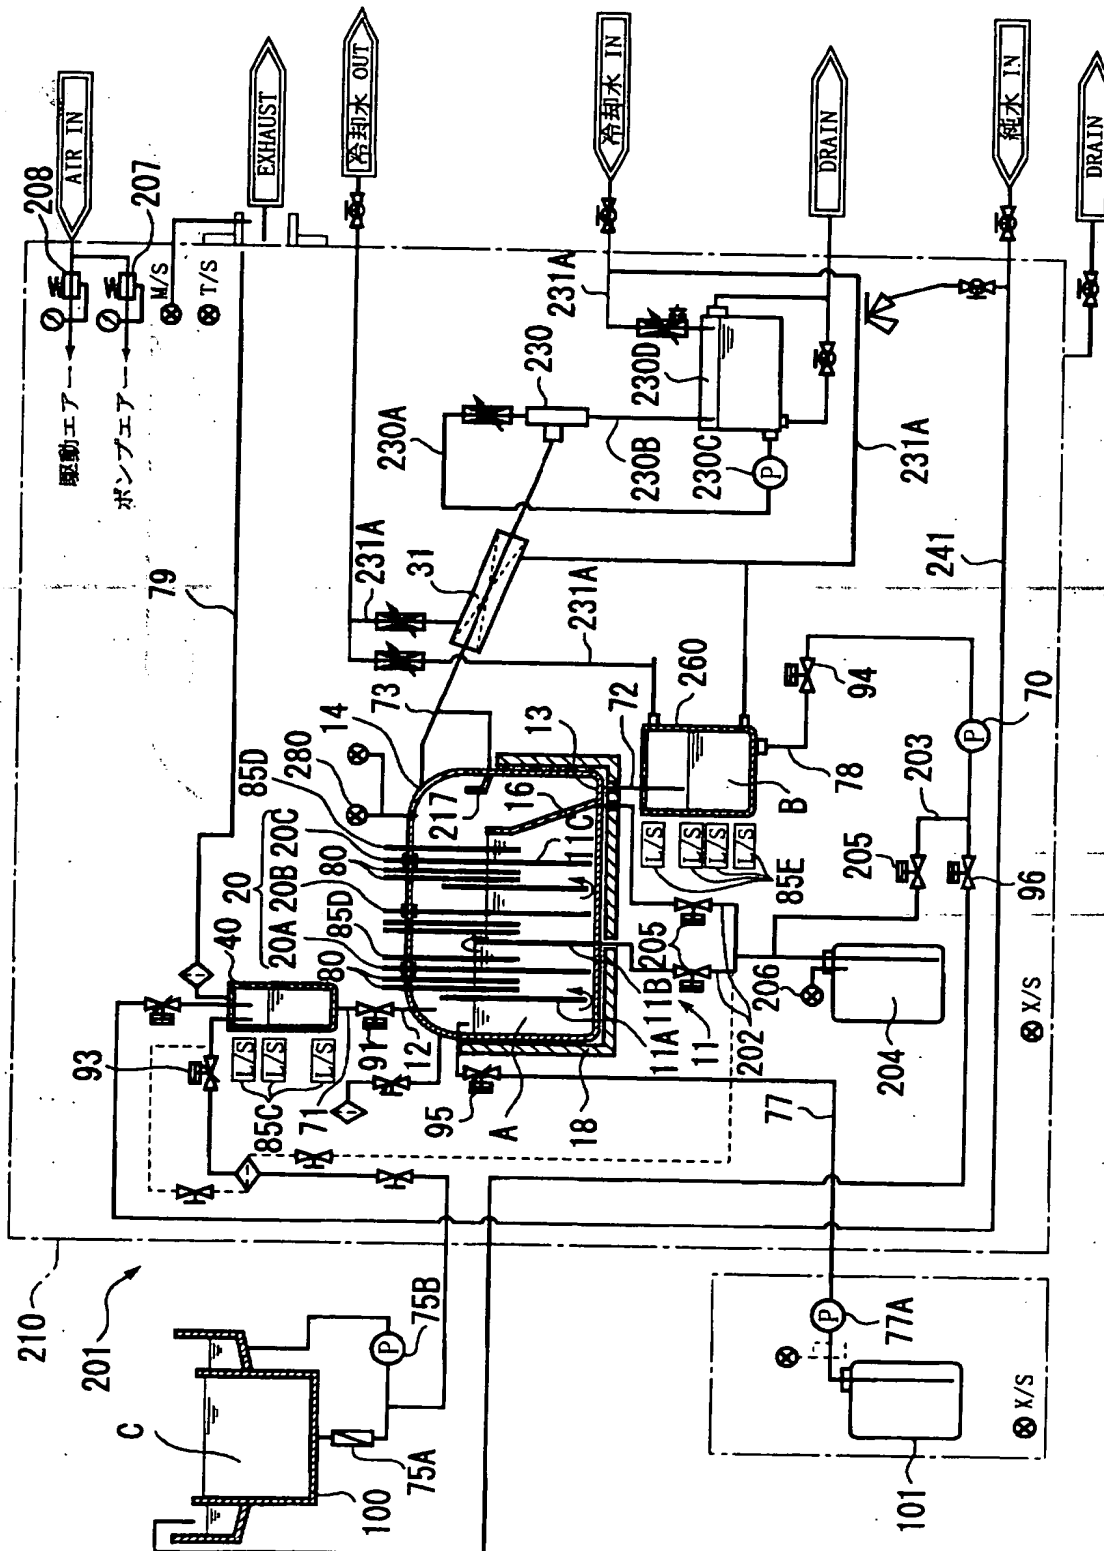 210
201
C
100
75A
75B
101
X/S
77A
77
AIR IN
208
207
駆動エア
ポンプエア
M/S
T/S
EXHAUST
冷却水 OUT
冷却水 IN
DRAIN
純水 IN
DRAIN
79
231A
31
230
230A
230B
230C
230D
231A
231A
231A
241
73
14
280
85D
20
20C
20B
20A
80
85D
80
40
93
L/S
L/S
L/S
85C
71
91
12
95
A
18
11A
11B
11
11C
217
16
13
72
260
B
L/S
L/S
L/S
L/S
85E
78
94
70
203
205
96
205
202
206
204
X/S